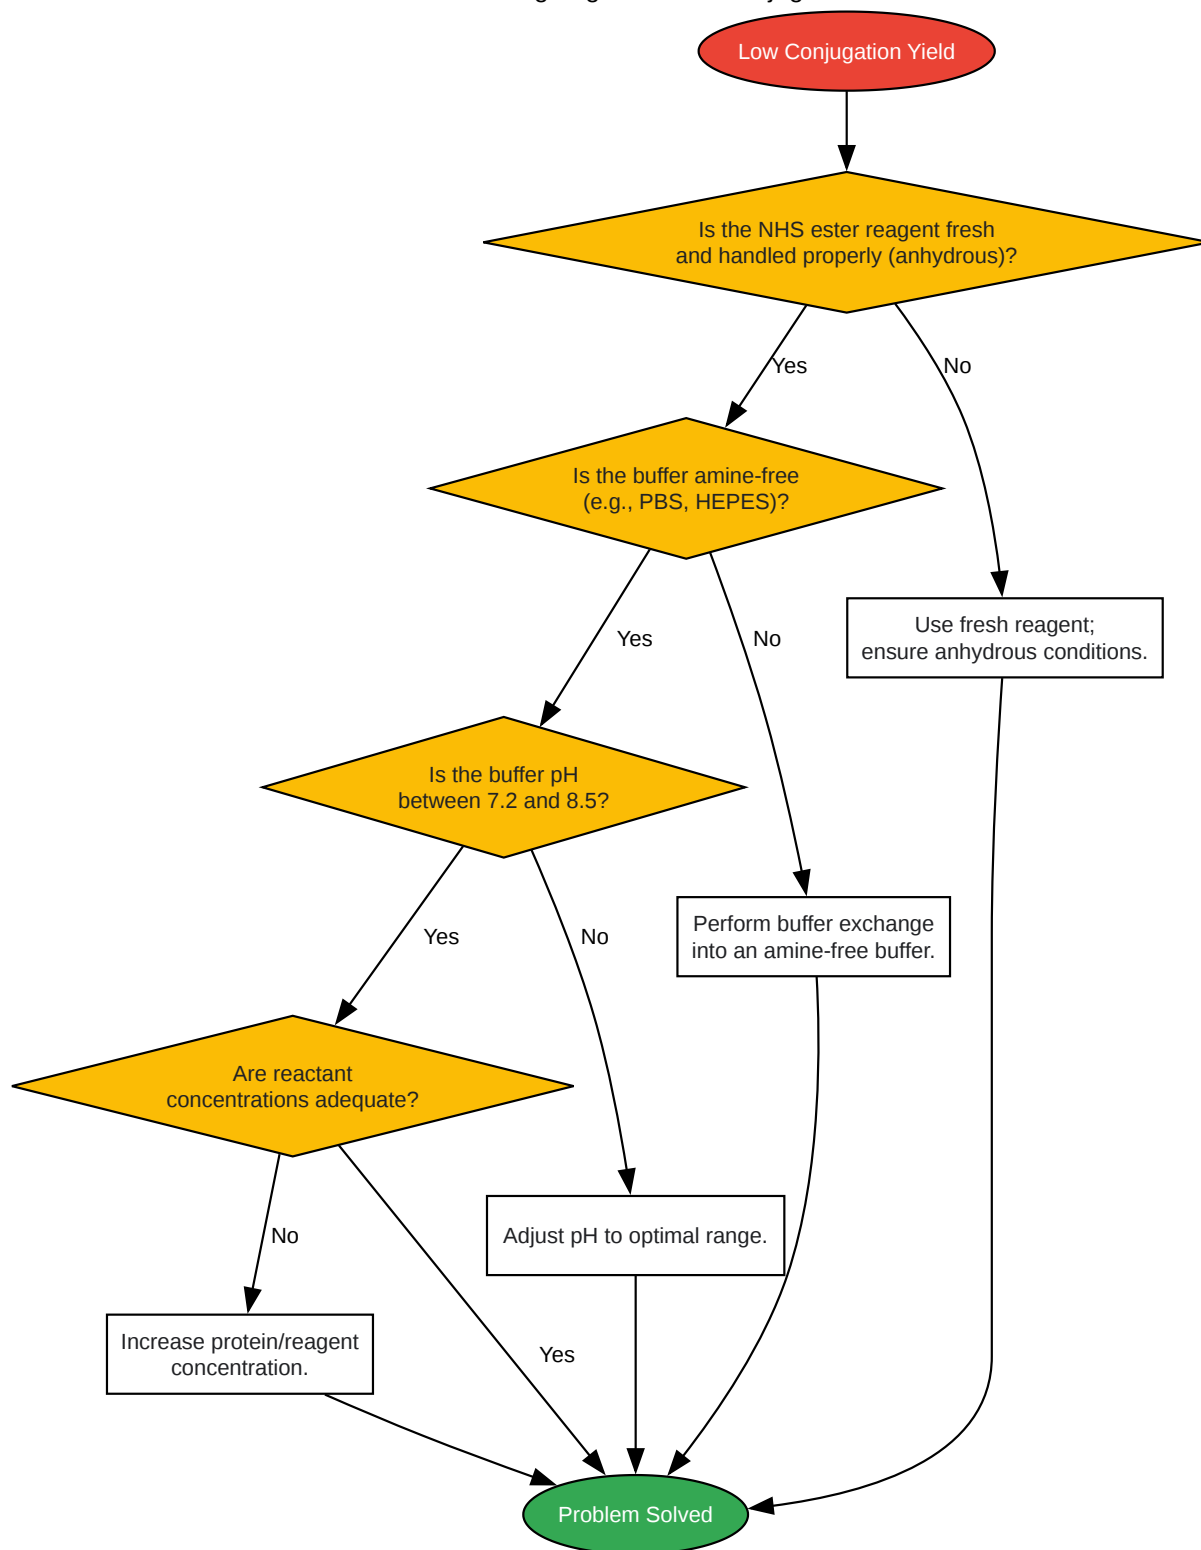 Low Conjugation Yield
Is the NHS ester reagent fresh
and handled properly (anhydrous)?
Yes
No
Is the buffer amine-free
(e.g., PBS, HEPES)?
Yes
No
Use fresh reagent;
ensure anhydrous conditions.
Is the buffer pH
between 7.2 and 8.5?
Yes
No
Perform buffer exchange
into an amine-free buffer.
Are reactant
concentrations adequate?
No
Yes
Adjust pH to optimal range.
Increase protein/reagent
concentration.
Problem Solved